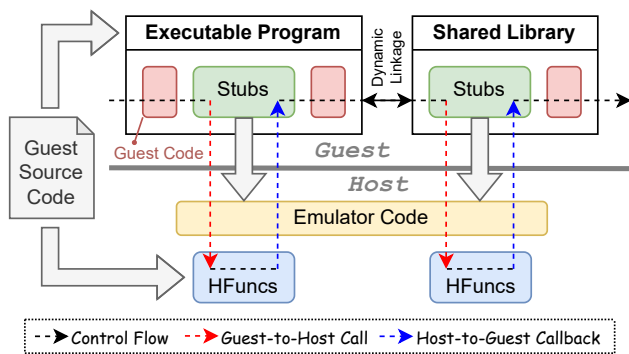 Executable Program
Shared Library
Dynamic
Linkage
Stubs
Stubs
Guest Code
Guest
Source
Code
Guest
Host
Emulator Code
HFuncs
HFuncs
Control Flow
Guest-to-Host Call
Host-to-Guest Callback